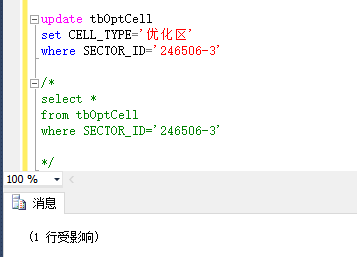 update tbOptCell
set CELL_TYPE='优化区'
where SECTOR_ID='246506-3'
/*
select *
from tbOptCell
where SECTOR_ID='246506-3'
*/
100 %
消息
(1 行受影响)